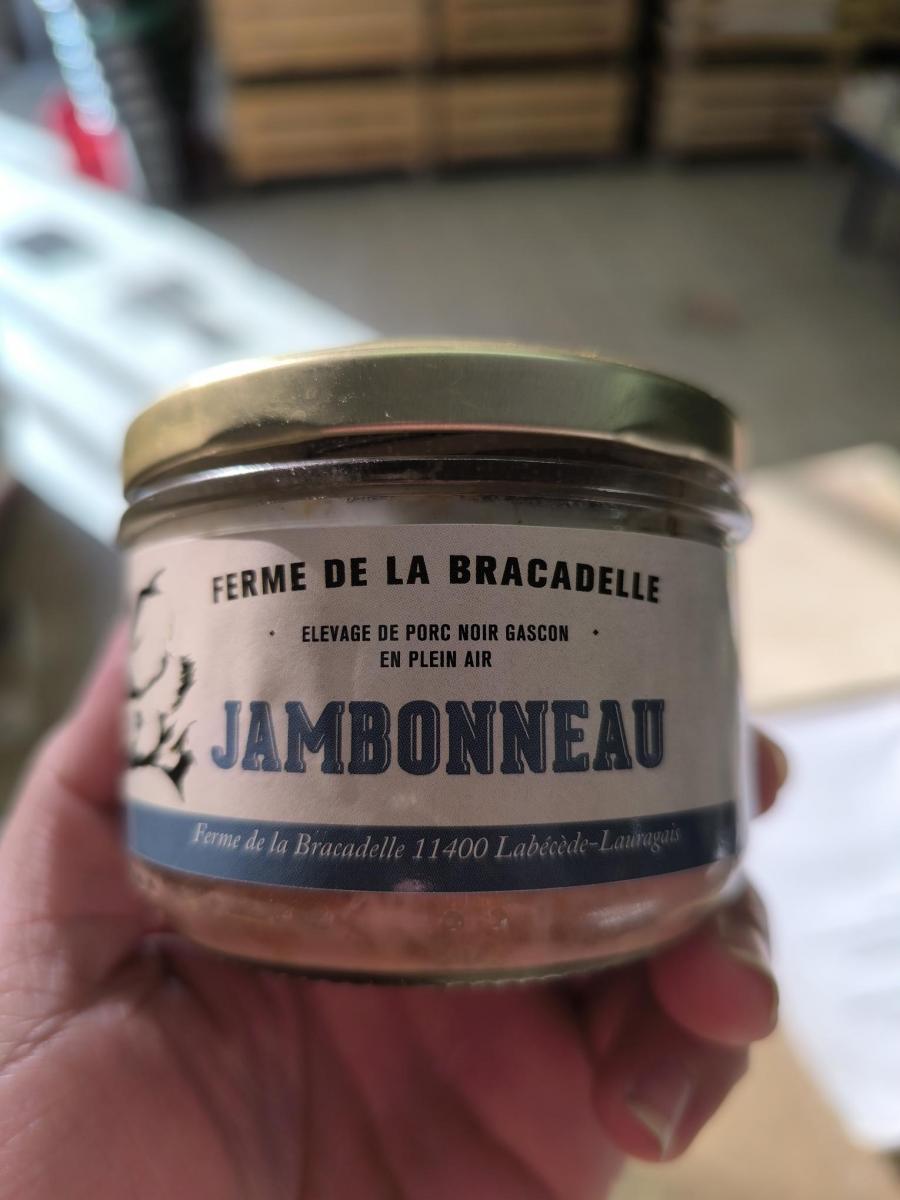 FERME DE LA BRACADELLE
ELEVAGE DE PORC NOIR GASCON
EN PLEIN AIR
JAMBONNEAU
Ferme de la Bracadelle 11400 Labécède-Lauragais